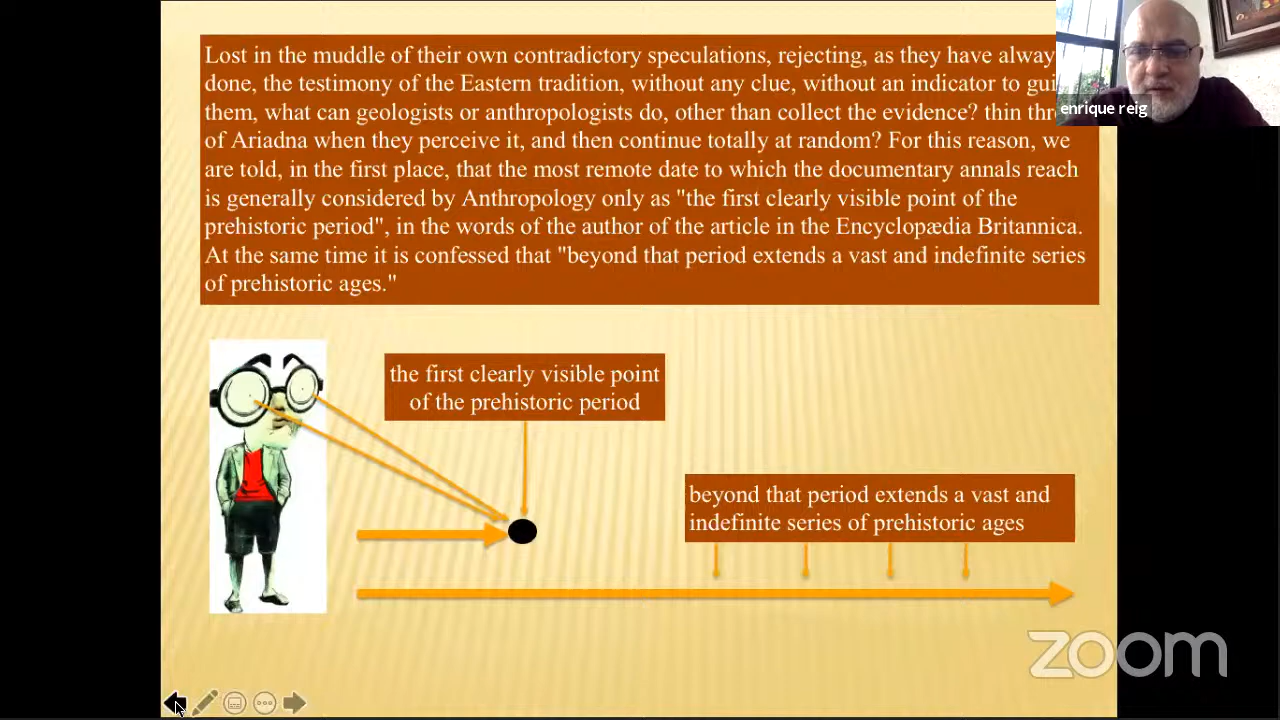 Lost in the muddle of their own contradictory speculations, rejecting, as they have alway
done, the testimony of the Eastern tradition, without any clue, without an indicator to gui
them, what can geologists or anthropologists do, other than collect the evidence? thin thr
of Ariadna when they perceive it, and then continue totally at random? For this reason, we
are told, in the first place, that the most remote date to which the documentary annals reach
is generally considered by Anthropology only as "the first clearly visible point of the
prehistoric period", in the words of the author of the article in the Encyclopædia Britannica.
At the same time it is confessed that "beyond that period extends a vast and indefinite series
of prehistoric ages."
enrique reig
the first clearly visible point
of the prehistoric period
beyond that period extends a vast and
indefinite series of prehistoric ages
zoom